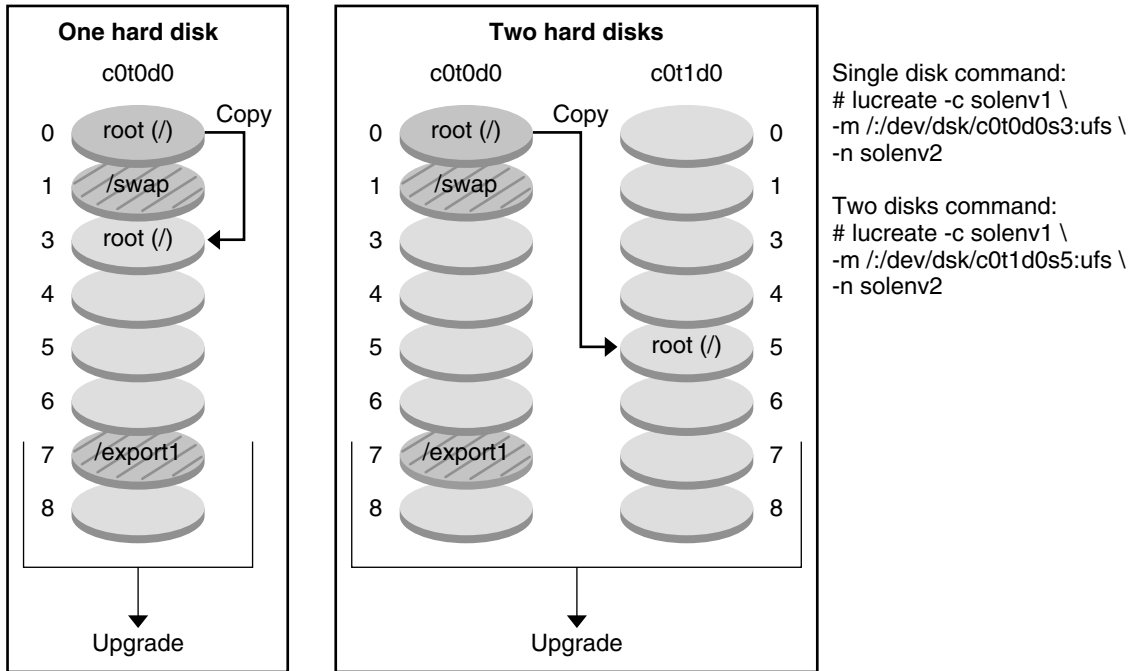 One hard disk
c0t0d0
Copy
0 root (/)
1 /swap
3 root (/)
4
5
6
7 /export1
8
Upgrade
Two hard disks
c0t0d0 c0t1d0
Copy
0 root (/) 0
1 /swap 1
3 3
4 4
5 root (/) 5
6 6
7 /export1 7
8 8
Upgrade
Single disk command:
# lucreate -c solenv1 \
-m /:/dev/dsk/c0t0d0s3:ufs \
-n solenv2
Two disks command:
# lucreate -c solenv1 \
-m /:/dev/dsk/c0t1d0s5:ufs \
-n solenv2